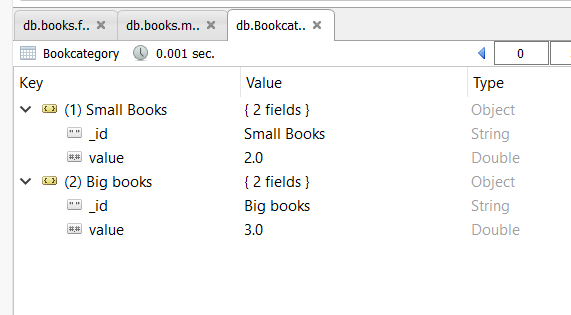 db.books.f.. × db.books.m.. × db.Bookcat.. ×
Bookcategory 0.001 sec. 0
Key Value Type
(1) Small Books { 2 fields } Object
_id Small Books String
value 2.0 Double
(2) Big books { 2 fields } Object
_id Big books String
value 3.0 Double